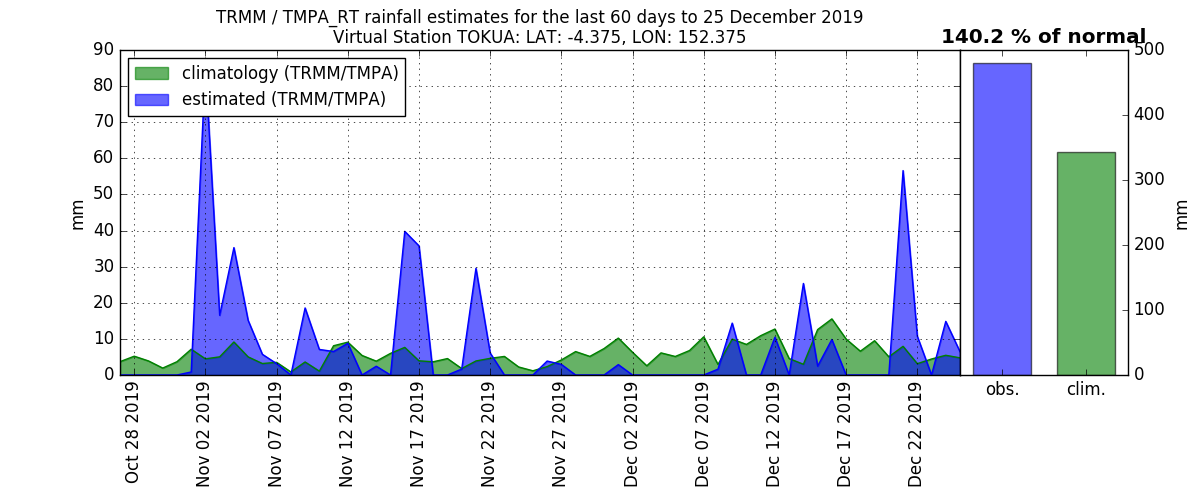 TRMM / TMPA_RT rainfall estimates for the last 60 days to 25 December 2019
Virtual Station TOKUA: LAT: -4.375, LON: 152.375
140.2 % of normal
climatology (TRMM/TMPA)
estimated (TRMM/TMPA)
90
80
70
60
50
40
30
20
10
0
mm
Oct 28 2019
Nov 02 2019
Nov 07 2019
Nov 12 2019
Nov 17 2019
Nov 22 2019
Nov 27 2019
Dec 02 2019
Dec 07 2019
Dec 12 2019
Dec 17 2019
Dec 22 2019
500
400
300
200
100
0
mm
obs.
clim.